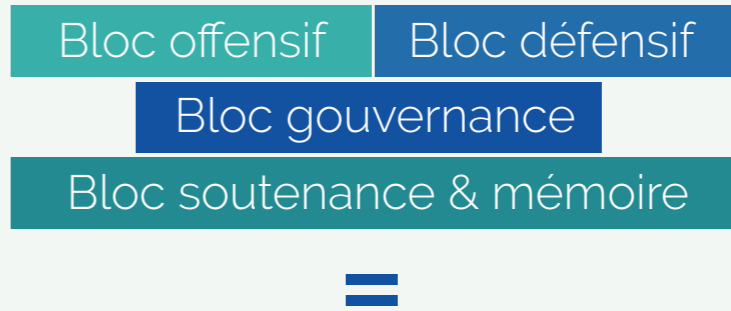 Bloc offensif Bloc défensif
Bloc gouvernance
Bloc soutenance & mémoire
=